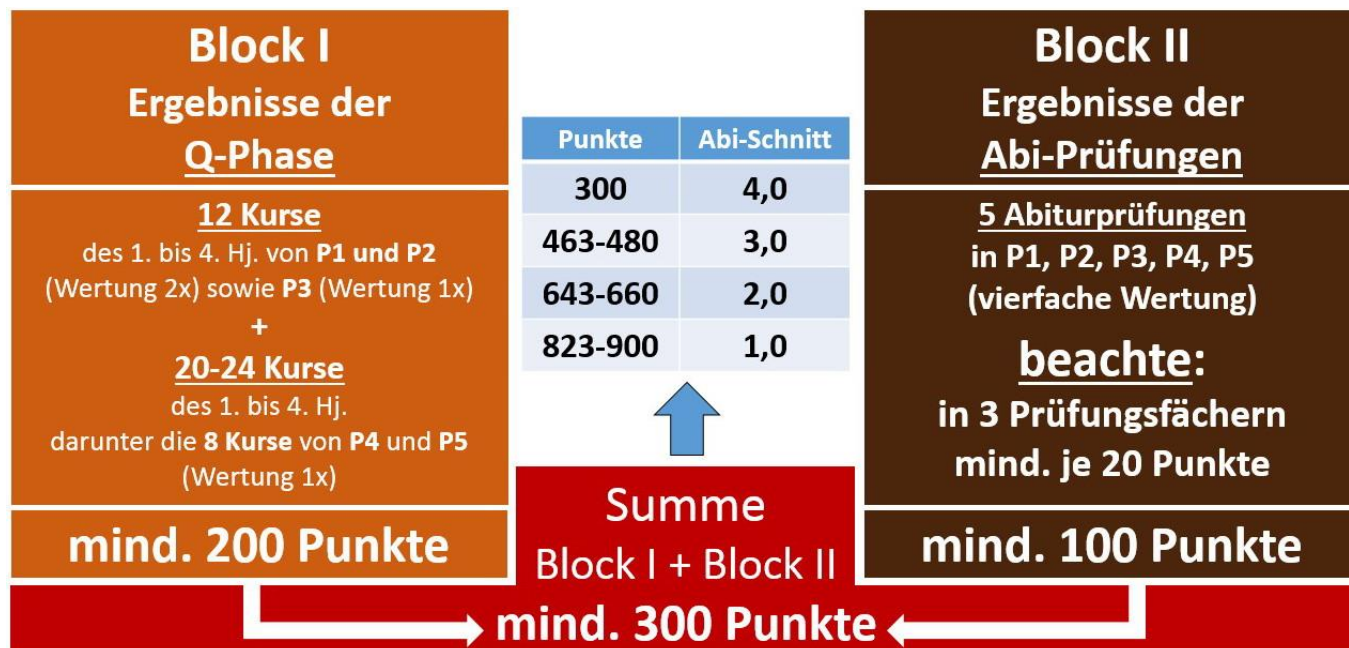 Block I
Ergebnisse der
Q-Phase
12 Kurse
des 1. bis 4. Hj. von P1 und P2
(Wertung 2x) sowie P3 (Wertung 1x)
+
20-24 Kurse
des 1. bis 4. Hj.
darunter die 8 Kurse von P4 und P5
(Wertung 1x)
mind. 200 Punkte
Punkte Abi-Schnitt
300 4,0
463-480 3,0
643-660 2,0
823-900 1,0
Block II
Ergebnisse der
Abi-Prüfungen
5 Abiturprüfungen
in P1, P2, P3, P4, P5
(vierfache Wertung)
beachte:
in 3 Prüfungsfächern
mind. je 20 Punkte
mind. 100 Punkte
Summe
Block I + Block II
mind. 300 Punkte